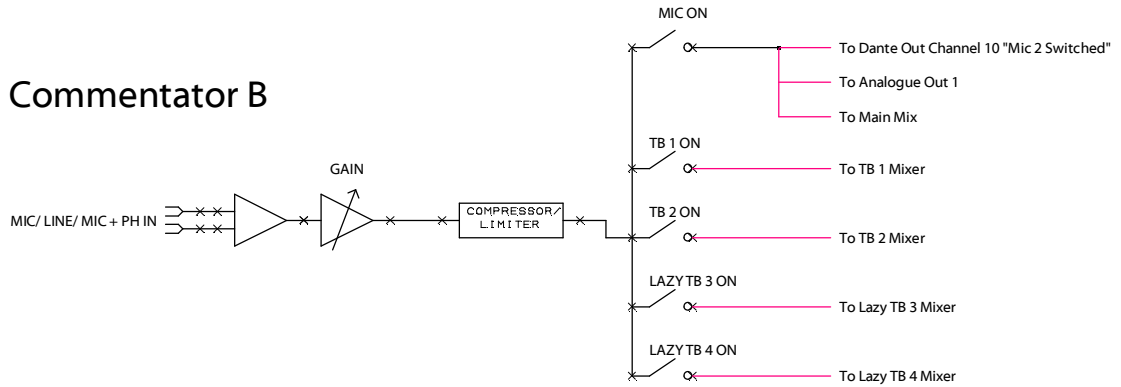 MIC ON
To Dante Out Channel 10 "Mic 2 Switched"
To Analogue Out 1
To Main Mix
Commentator B
TB 1 ON
To TB 1 Mixer
GAIN
MIC/ LINE/ MIC + PH IN
COMPRESSOR/
LIMITER
TB 2 ON
To TB 2 Mixer
LAZY TB 3 ON
To Lazy TB 3 Mixer
LAZY TB 4 ON
To Lazy TB 4 Mixer